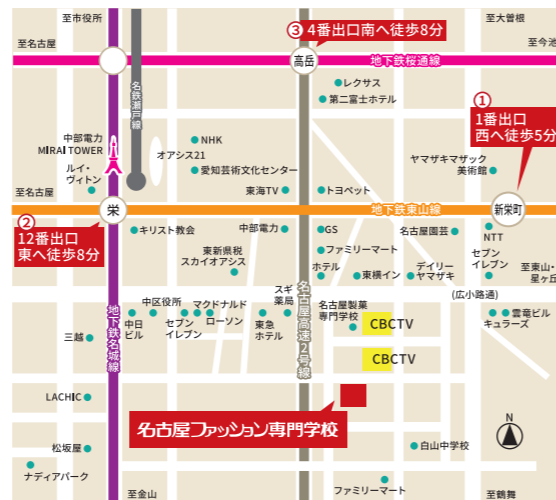 至市役所
③ 4番出口南へ徒歩8分
至大曽根
至名古屋
高岳
地下鉄桜通線
至今池
名鉄瀬戸線
レクサス
第二富士ホテル
①
1番出口
西へ徒歩5分
中部電力
MIRAI TOWER
NHK
オアシス21
愛知芸術文化センター
ヤマザキマザック
美術館
ルイ・
ヴィトン
東海TV
トヨペット
至名古屋
栄
地下鉄東山線
新栄町
②
12番出口
東へ徒歩8分
キリスト教会
中部電力
GS
名古屋園芸
NTT
東新県税
スカイオアシス
ファミリーマート
ホテル
東横イン
デイリー
ヤマザキ
セブン
イレブン
至東山・
星ヶ丘
(広小路通)
地下鉄名城線
中区役所
マクドナルド
スギ
薬局
名古屋高速2号線
名古屋製菓
専門学校
CBCTV
雲竜ビル
キュラーズ
中日
ビル
セブン
イレブン
ローソン
東急
ホテル
三越
CBCTV
LACHIC
名古屋ファッション専門学校
N
松坂屋
白山中学校
ナディアパーク
至金山
ファミリーマート
至鶴舞